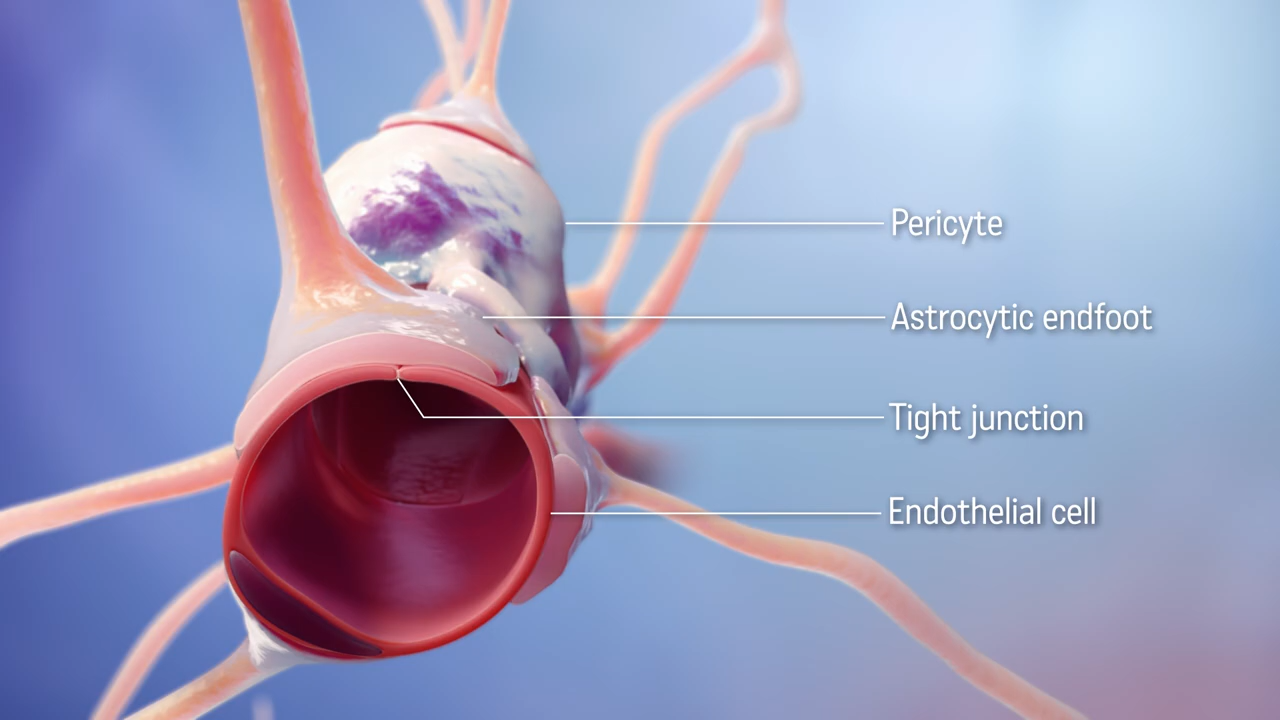 Pericyte
Astrocytic endfoot
Tight junction
Endothelial cell